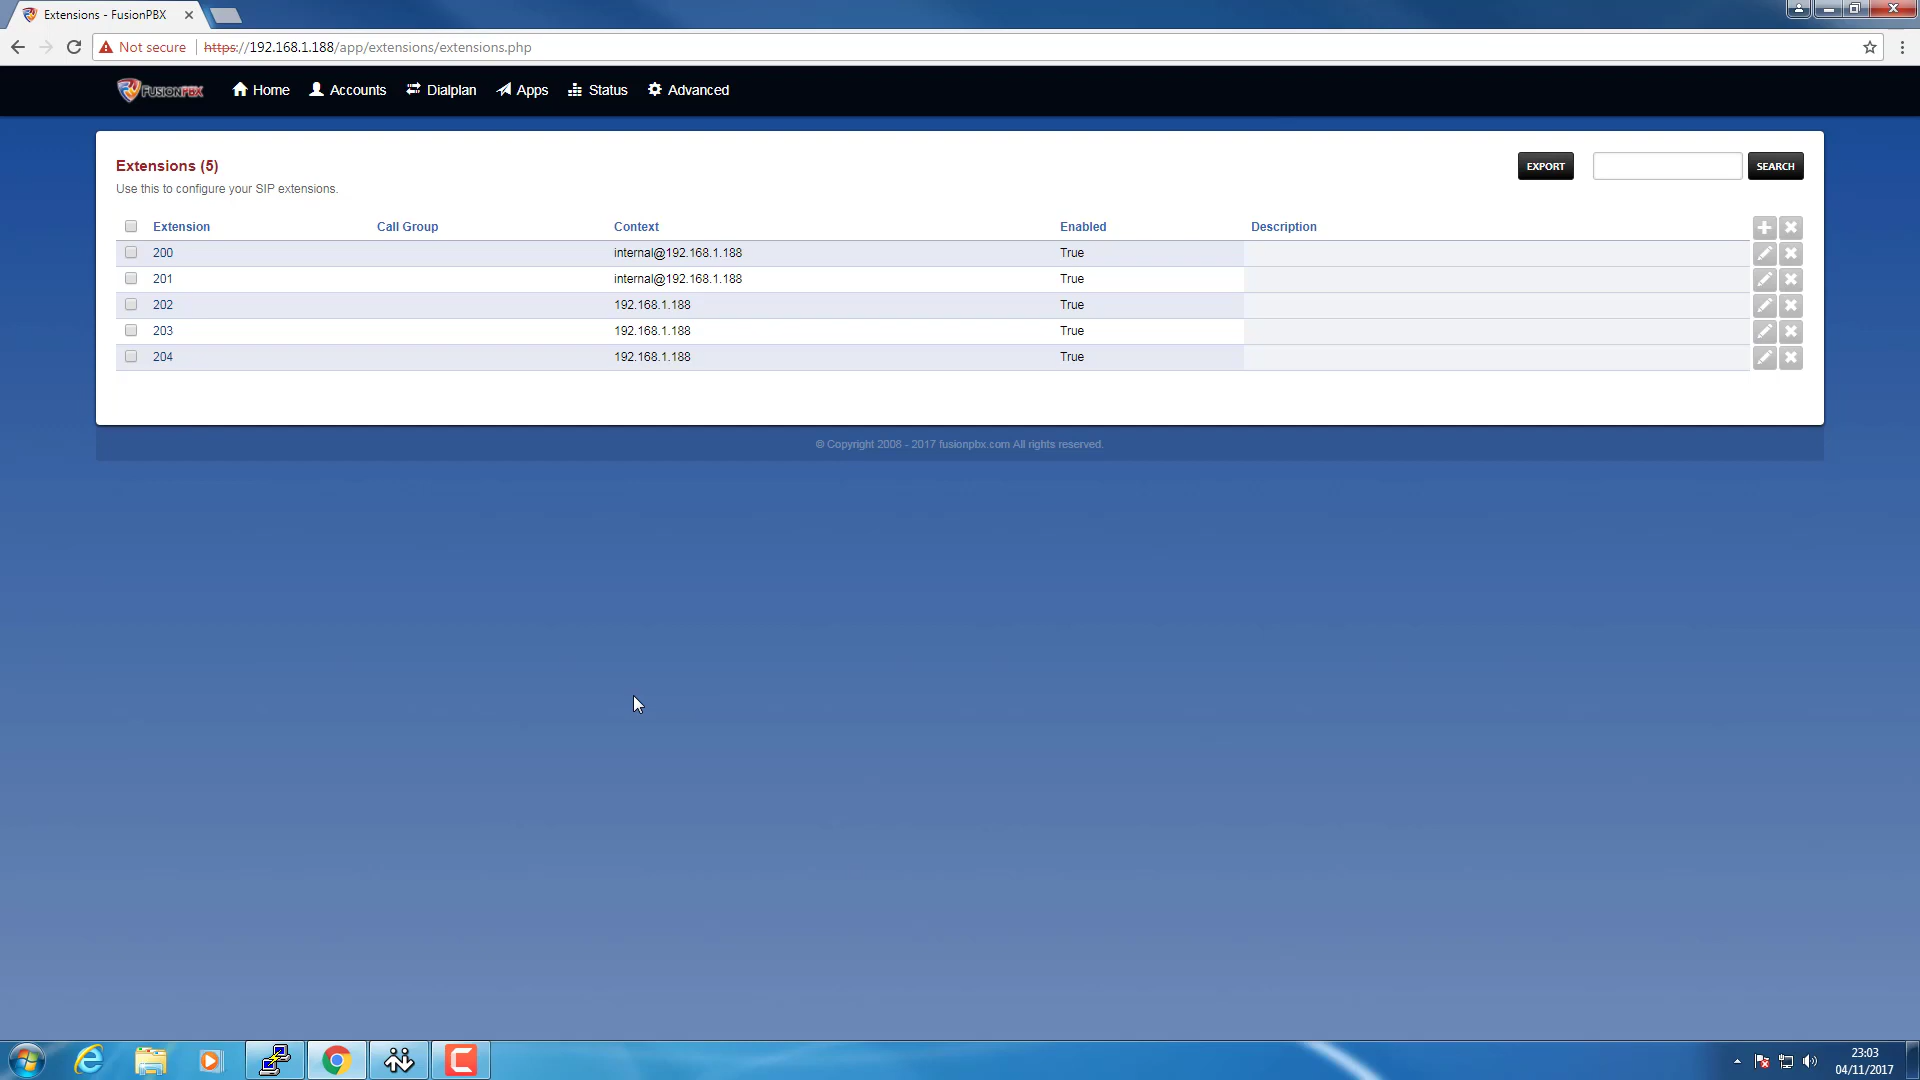 Extensions - FusionPBX
Not secure https://192.168.1.188/app/extensions/extensions.php
FUSIONPBX Home Accounts Dialplan Apps Status Advanced
Extensions (5)
EXPORT SEARCH
Use this to configure your SIP extensions.
Extension Call Group Context Enabled Description
200 internal@192.168.1.188 True
201 internal@192.168.1.188 True
202 192.168.1.188 True
203 192.168.1.188 True
204 192.168.1.188 True
© Copyright 2008 - 2017 fusionpbx.com All rights reserved.
23:03
04/11/2017